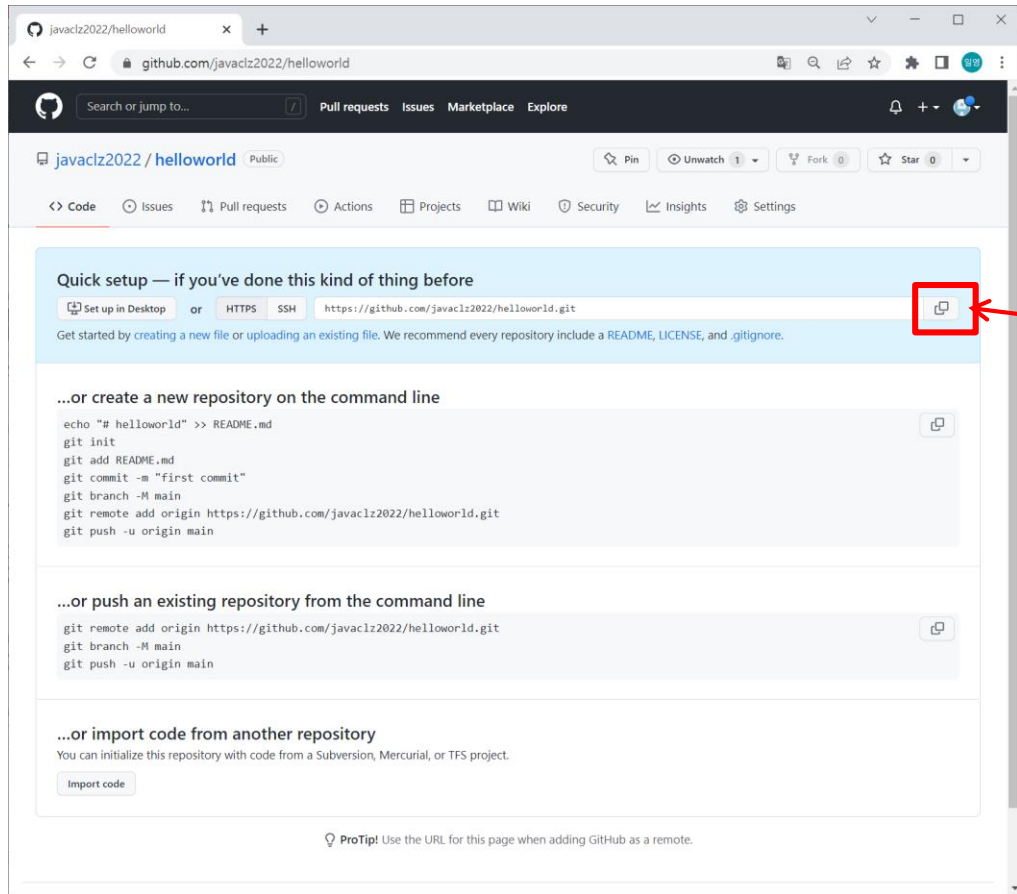 javaclz2022/helloworld
github.com/javaclz2022/helloworld
일영
Search or jump to...
/
Pull requests Issues Marketplace Explore
javaclz2022 / helloworld Public
Pin
Unwatch 1
Fork 0
Star 0
<> Code
Issues
Pull requests
Actions
Projects
Wiki
Security
Insights
Settings
Quick setup — if you've done this kind of thing before
Set up in Desktop or HTTPS SSH https://github.com/javaclz2022/helloworld.git
Get started by creating a new file or uploading an existing file. We recommend every repository include a README, LICENSE, and .gitignore.
...or create a new repository on the command line
echo "# helloworld" >> README.md
git init
git add README.md
git commit -m "first commit"
git branch -M main
git remote add origin https://github.com/javaclz2022/helloworld.git
git push -u origin main
...or push an existing repository from the command line
git remote add origin https://github.com/javaclz2022/helloworld.git
git branch -M main
git push -u origin main
...or import code from another repository
You can initialize this repository with code from a Subversion, Mercurial, or TFS project.
Import code
ProTip! Use the URL for this page when adding GitHub as a remote.